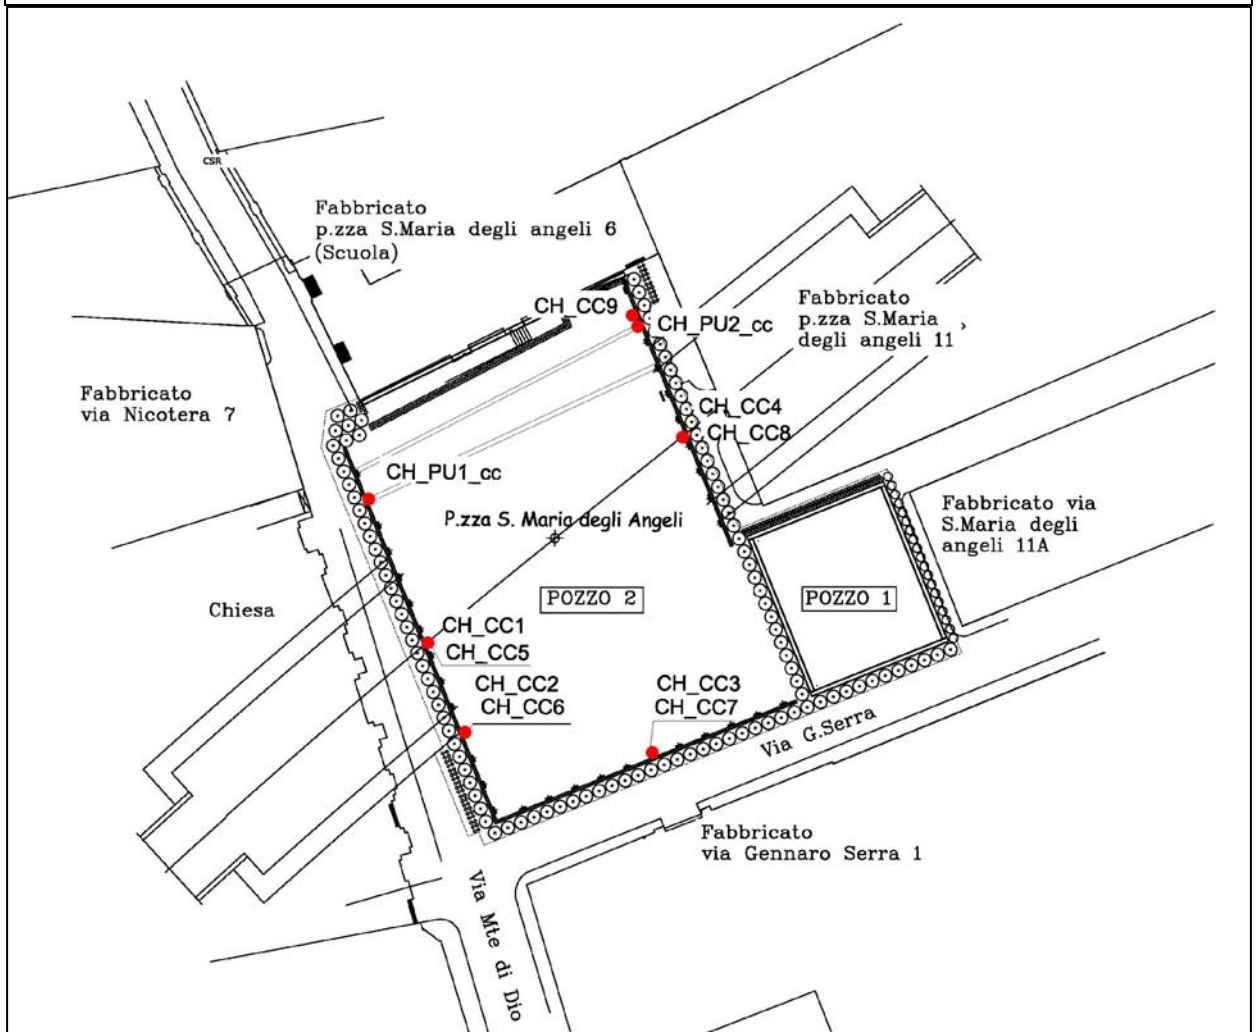 CSR
Fabbricato
p.zza S.Maria degli angeli 6
(Scuola)
CH_CC9
CH_PU2_cc
Fabbricato
p.zza S.Maria
degli angeli 11
Fabbricato
via Nicotera 7
CH_CC4
CH_CC8
CH_PU1_cc
P.zza S. Maria degli Angeli
Fabbricato via
S.Maria degli
angeli 11A
POZZO 2
POZZO 1
Chiesa
CH_CC1
CH_CC5
CH_CC2
CH_CC6
CH_CC3
CH_CC7
Via G.Serra
Fabbricato
via Gennaro Serra 1
Via Mte di Dio